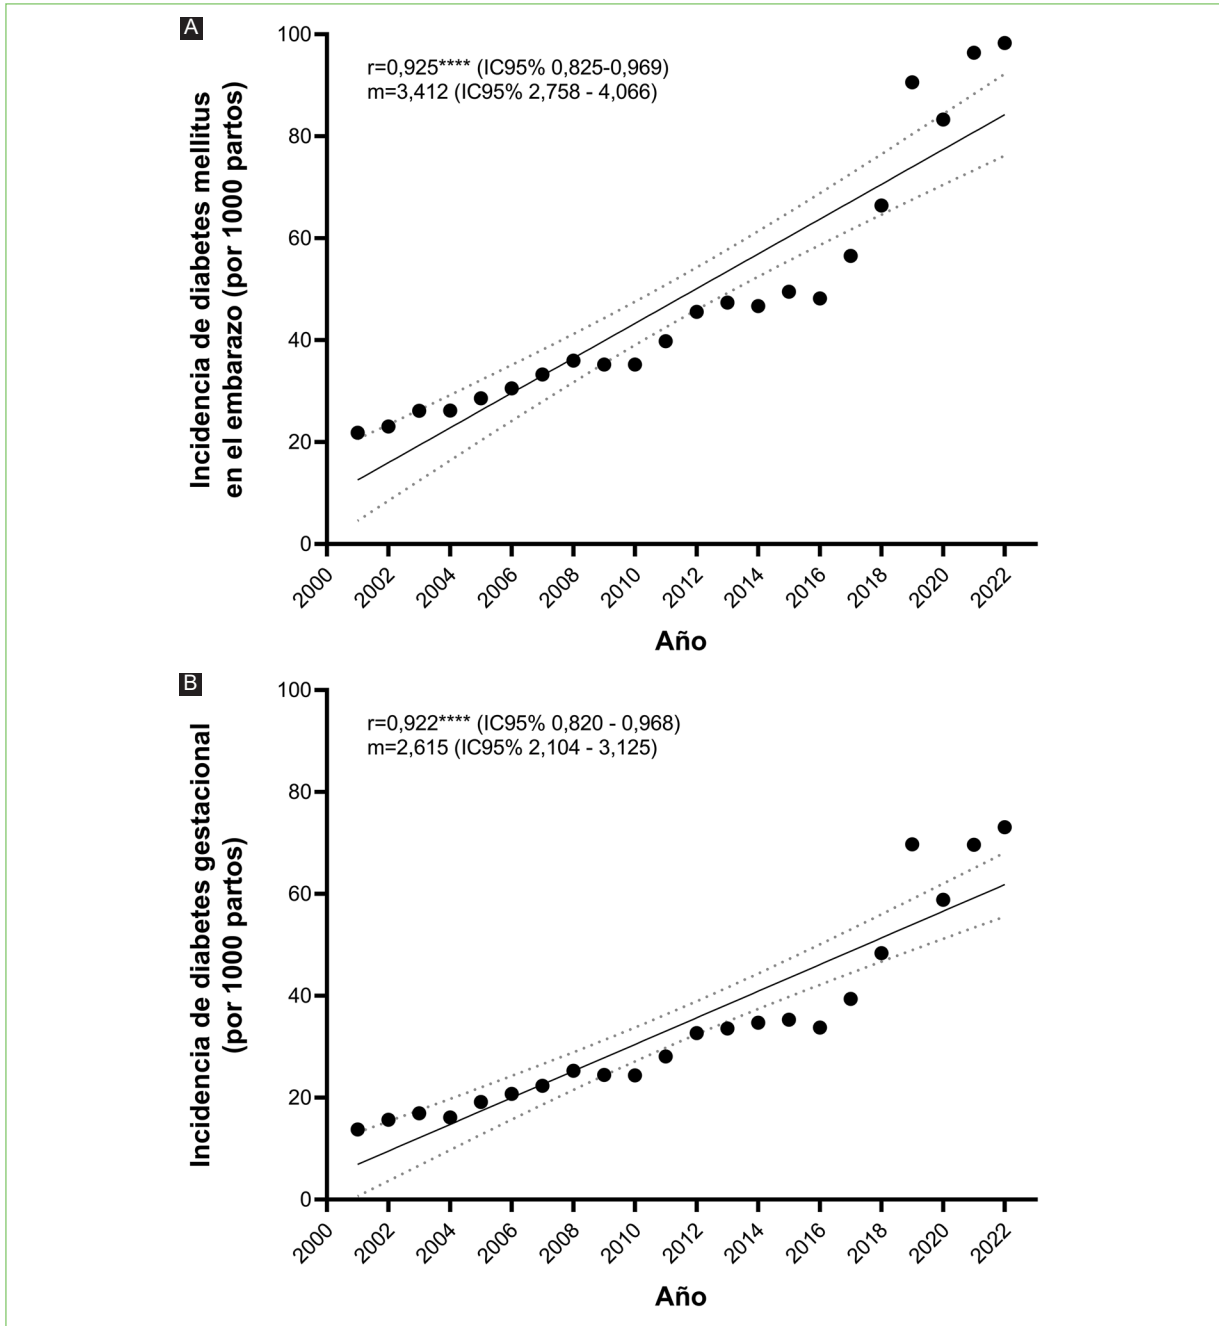 A
r=0,925**** (IC95% 0,825-0,969)
m=3,412 (IC95% 2,758 - 4,066)
Incidencia de diabetes mellitus
en el embarazo (por 1000 partos)
100
80
60
40
20
0
2000 2002 2004 2006 2008 2010 2012 2014 2016 2018 2020 2022
Año
B
r=0,922**** (IC95% 0,820 - 0,968)
m=2,615 (IC95% 2,104 - 3,125)
Incidencia de diabetes gestacional
(por 1000 partos)
100
80
60
40
20
0
2000 2002 2004 2006 2008 2010 2012 2014 2016 2018 2020 2022
Año